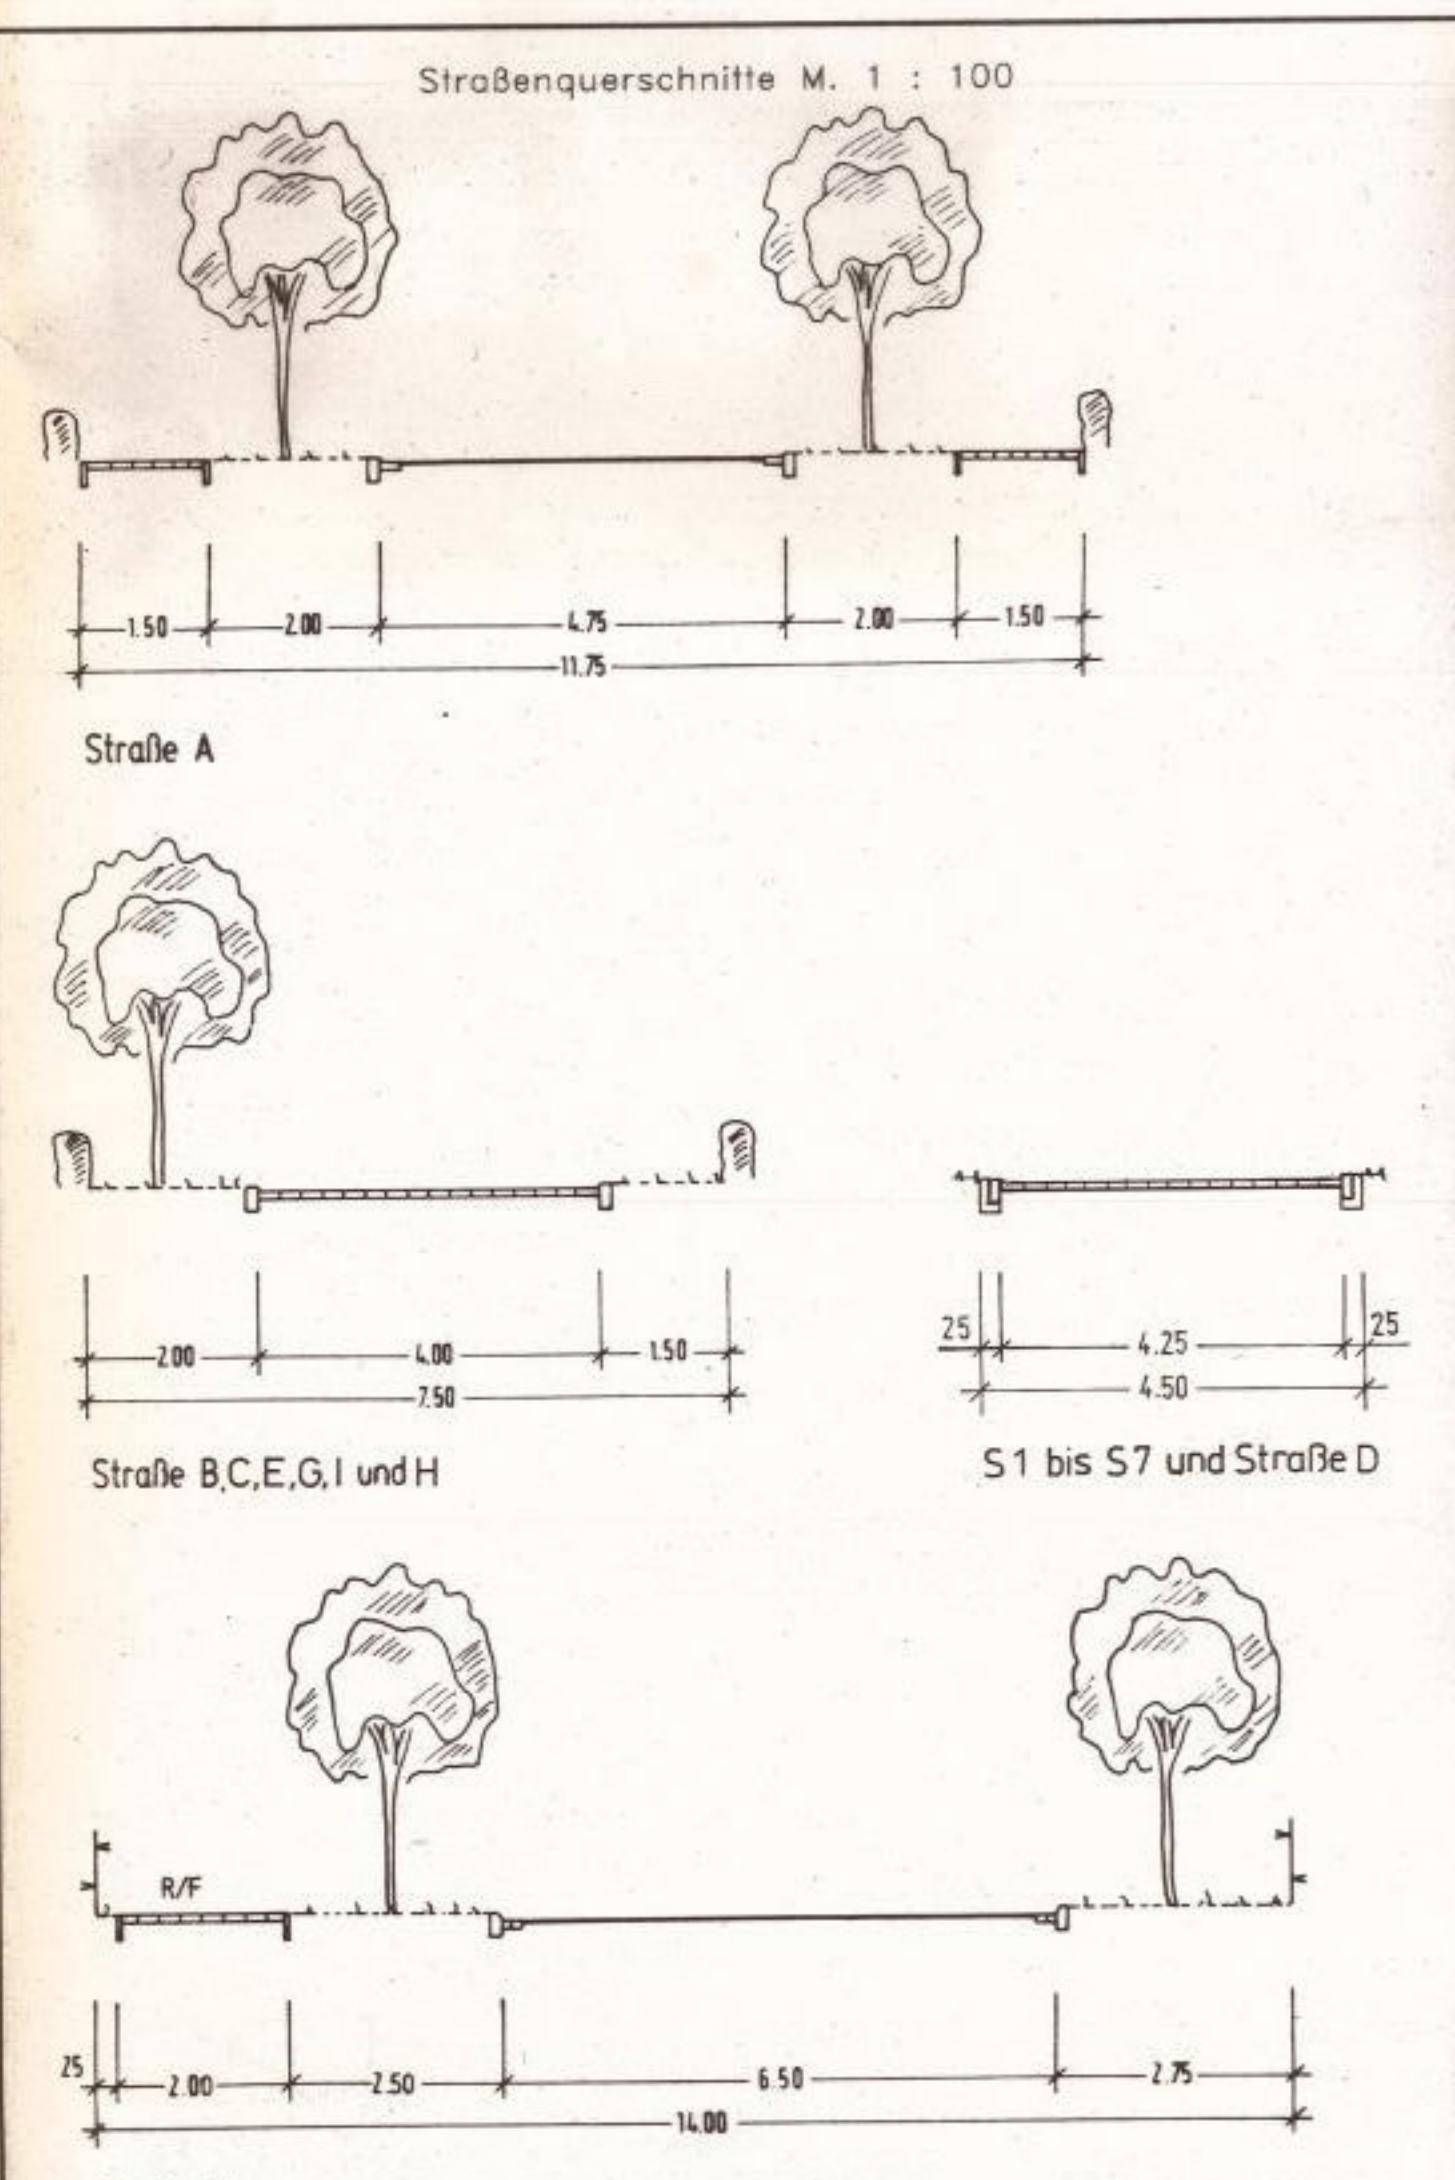 Straßenquerschnitte M. 1 : 100
1.50 2.00 4.75 2.00 1.50
11.75
Straße A
2.00 4.00 1.50
7.50
Straße B,C,E,G,I und H
25 4.25 25
4.50
S1 bis S7 und Straße D
R/F
25 2.00 2.50 6.50 2.75
14.00